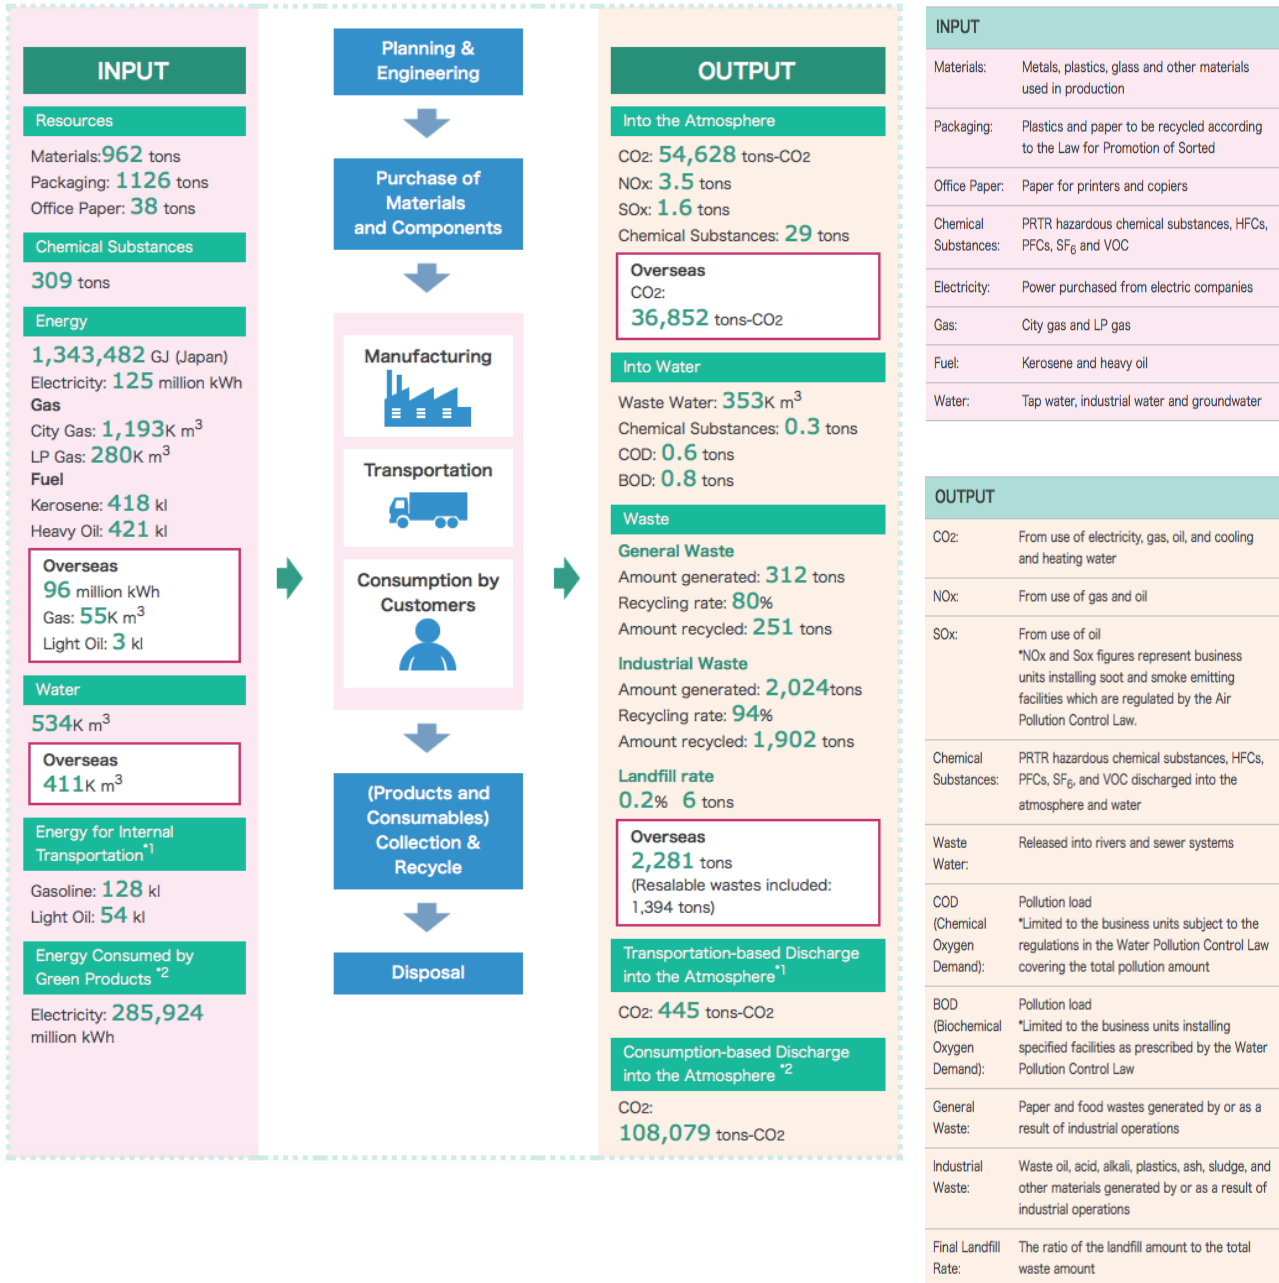 INPUT
Resources
Materials:962 tons
Packaging: 1126 tons
Office Paper: 38 tons
Chemical Substances
309 tons
Energy
1,343,482 GJ (Japan)
Electricity: 125 million kWh
Gas
City Gas: 1,193K m³
LP Gas: 280K m³
Fuel
Kerosene: 418 kl
Heavy Oil: 421 kl
Overseas
96 million kWh
Gas: 55K m³
Light Oil: 3 kl
Water
534K m³
Overseas
411K m³
Energy for Internal
Transportation*1
Gasoline: 128 kl
Light Oil: 54 kl
Energy Consumed by
Green Products *2
Electricity: 285,924
million kWh
Planning &
Engineering
Purchase of
Materials
and Components
Manufacturing
Transportation
Consumption by
Customers
(Products and
Consumables)
Collection &
Recycle
Disposal
OUTPUT
Into the Atmosphere
CO2: 54,628 tons-CO2
NOx: 3.5 tons
SOx: 1.6 tons
Chemical Substances: 29 tons
Overseas
CO2:
36,852 tons-CO2
Into Water
Waste Water: 353K m³
Chemical Substances: 0.3 tons
COD: 0.6 tons
BOD: 0.8 tons
Waste
General Waste
Amount generated: 312 tons
Recycling rate: 80%
Amount recycled: 251 tons
Industrial Waste
Amount generated: 2,024tons
Recycling rate: 94%
Amount recycled: 1,902 tons
Landfill rate
0.2% 6 tons
Overseas
2,281 tons
(Resalable wastes included:
1,394 tons)
Transportation-based Discharge
into the Atmosphere*1
CO2: 445 tons-CO2
Consumption-based Discharge
into the Atmosphere *2
CO2:
108,079 tons-CO2
INPUT
Materials: Metals, plastics, glass and other materials
used in production
Packaging: Plastics and paper to be recycled according
to the Law for Promotion of Sorted
Office Paper: Paper for printers and copiers
Chemical PRTR hazardous chemical substances, HFCs,
Substances: PFCs, SF₆ and VOC
Electricity: Power purchased from electric companies
Gas: City gas and LP gas
Fuel: Kerosene and heavy oil
Water: Tap water, industrial water and groundwater
OUTPUT
CO2: From use of electricity, gas, oil, and cooling
and heating water
NOx: From use of gas and oil
SOx: From use of oil
*NOx and Sox figures represent business
units installing soot and smoke emitting
facilities which are regulated by the Air
Pollution Control Law.
Chemical PRTR hazardous chemical substances, HFCs,
Substances: PFCs, SF₆, and VOC discharged into the
atmosphere and water
Waste Released into rivers and sewer systems
Water:
COD Pollution load
(Chemical *Limited to the business units subject to the
Oxygen regulations in the Water Pollution Control Law
Demand): covering the total pollution amount
BOD Pollution load
(Biochemical *Limited to the business units installing
Oxygen specified facilities as prescribed by the Water
Demand): Pollution Control Law
General Paper and food wastes generated by or as a
Waste: result of industrial operations
Industrial Waste oil, acid, alkali, plastics, ash, sludge, and
Waste: other materials generated by or as a result of
industrial operations
Final Landfill The ratio of the landfill amount to the total
Rate: waste amount